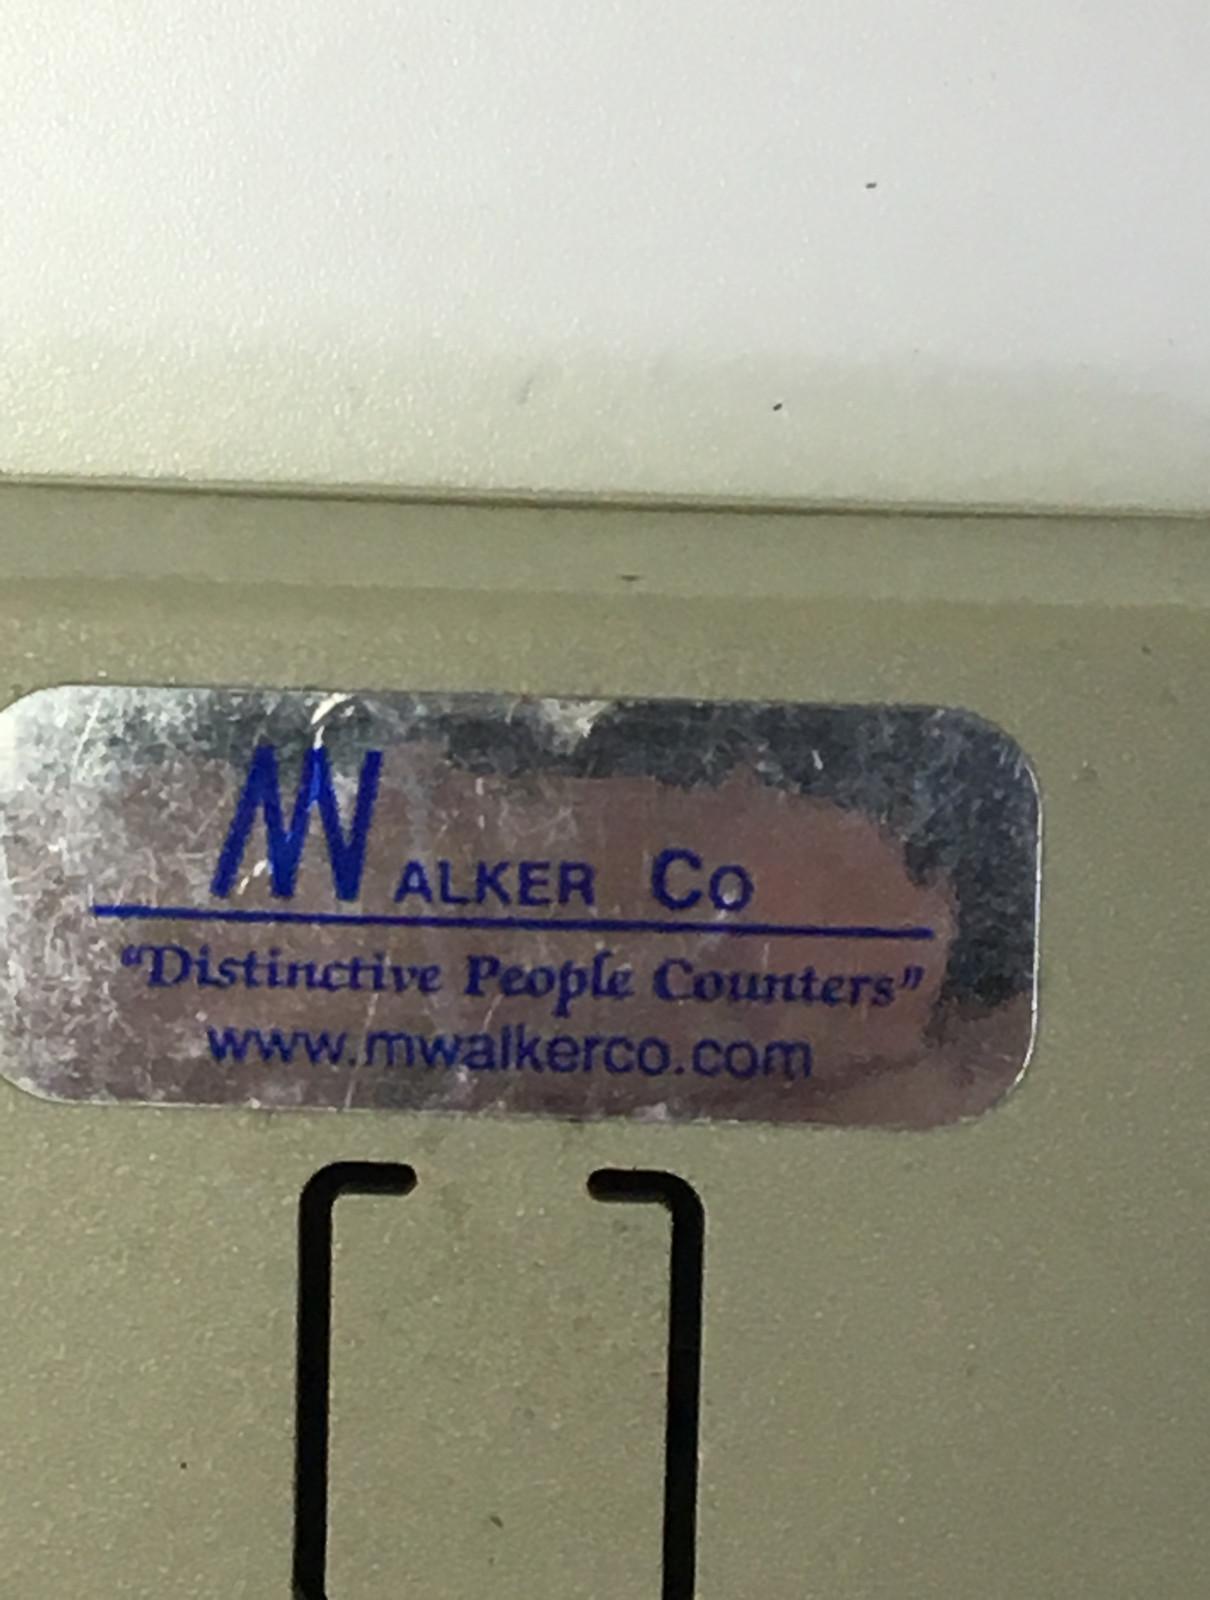 MWALKER Co
“Distinctive People Counters”
www.mwalkerco.com